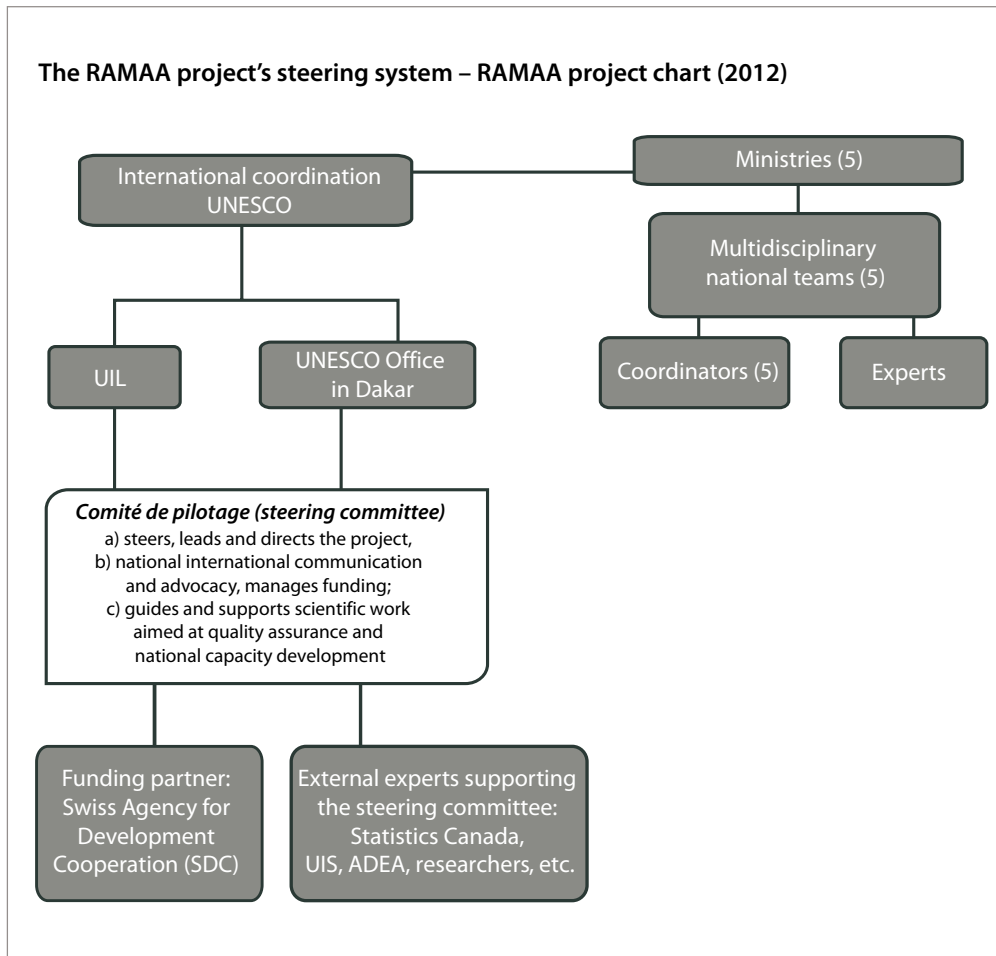 The RAMAA project’s steering system – RAMAA project chart (2012)
International coordination
UNESCO
Ministries (5)
Multidisciplinary
national teams (5)
UIL
UNESCO Office
in Dakar
Coordinators (5)
Experts
Comité de pilotage (steering committee)
a) steers, leads and directs the project,
b) national international communication
and advocacy, manages funding;
c) guides and supports scientific work
aimed at quality assurance and
national capacity development
Funding partner:
Swiss Agency for
Development
Cooperation (SDC)
External experts supporting
the steering committee:
Statistics Canada,
UIS, ADEA, researchers, etc.